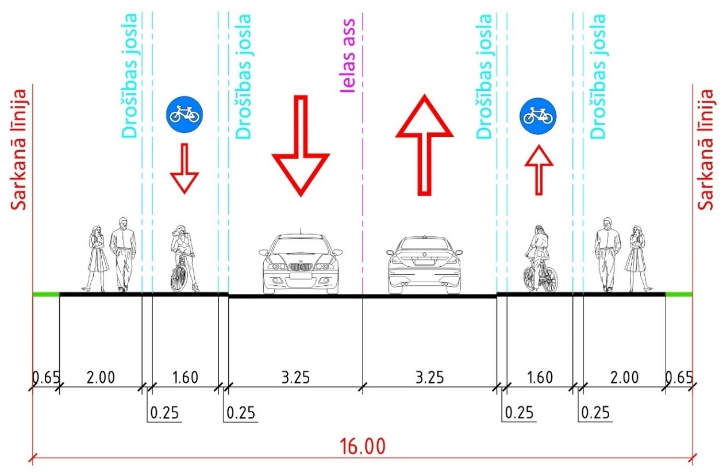 Sarkanā līnija
Drošības josla
Drošības josla
Ielas ass
Drošības josla
Drošības josla
Sarkanā līnija
0.65 2.00 1.60 3.25 3.25 1.60 2.00 0.65
0.25 0.25 0.25 0.25
16.00